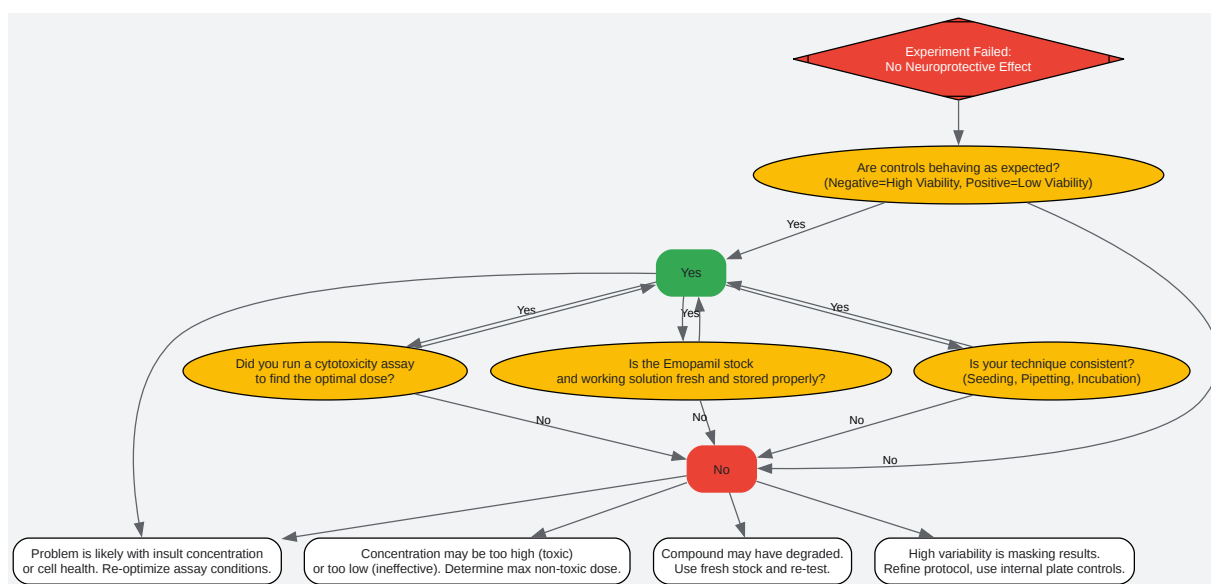 Experiment Failed:
No Neuroprotective Effect
Are controls behaving as expected?
(Negative=High Viability, Positive=Low Viability)
Yes
Yes
Yes
Yes
Yes
Did you run a cytotoxicity assay
to find the optimal dose?
Is the Emopamil stock
and working solution fresh and stored properly?
Is your technique consistent?
(Seeding, Pipetting, Incubation)
No
No
No
No
No
Problem is likely with insult concentration
or cell health. Re-optimize assay conditions.
Concentration may be too high (toxic)
or too low (ineffective). Determine max non-toxic dose.
Compound may have degraded.
Use fresh stock and re-test.
High variability is masking results.
Refine protocol, use internal plate controls.